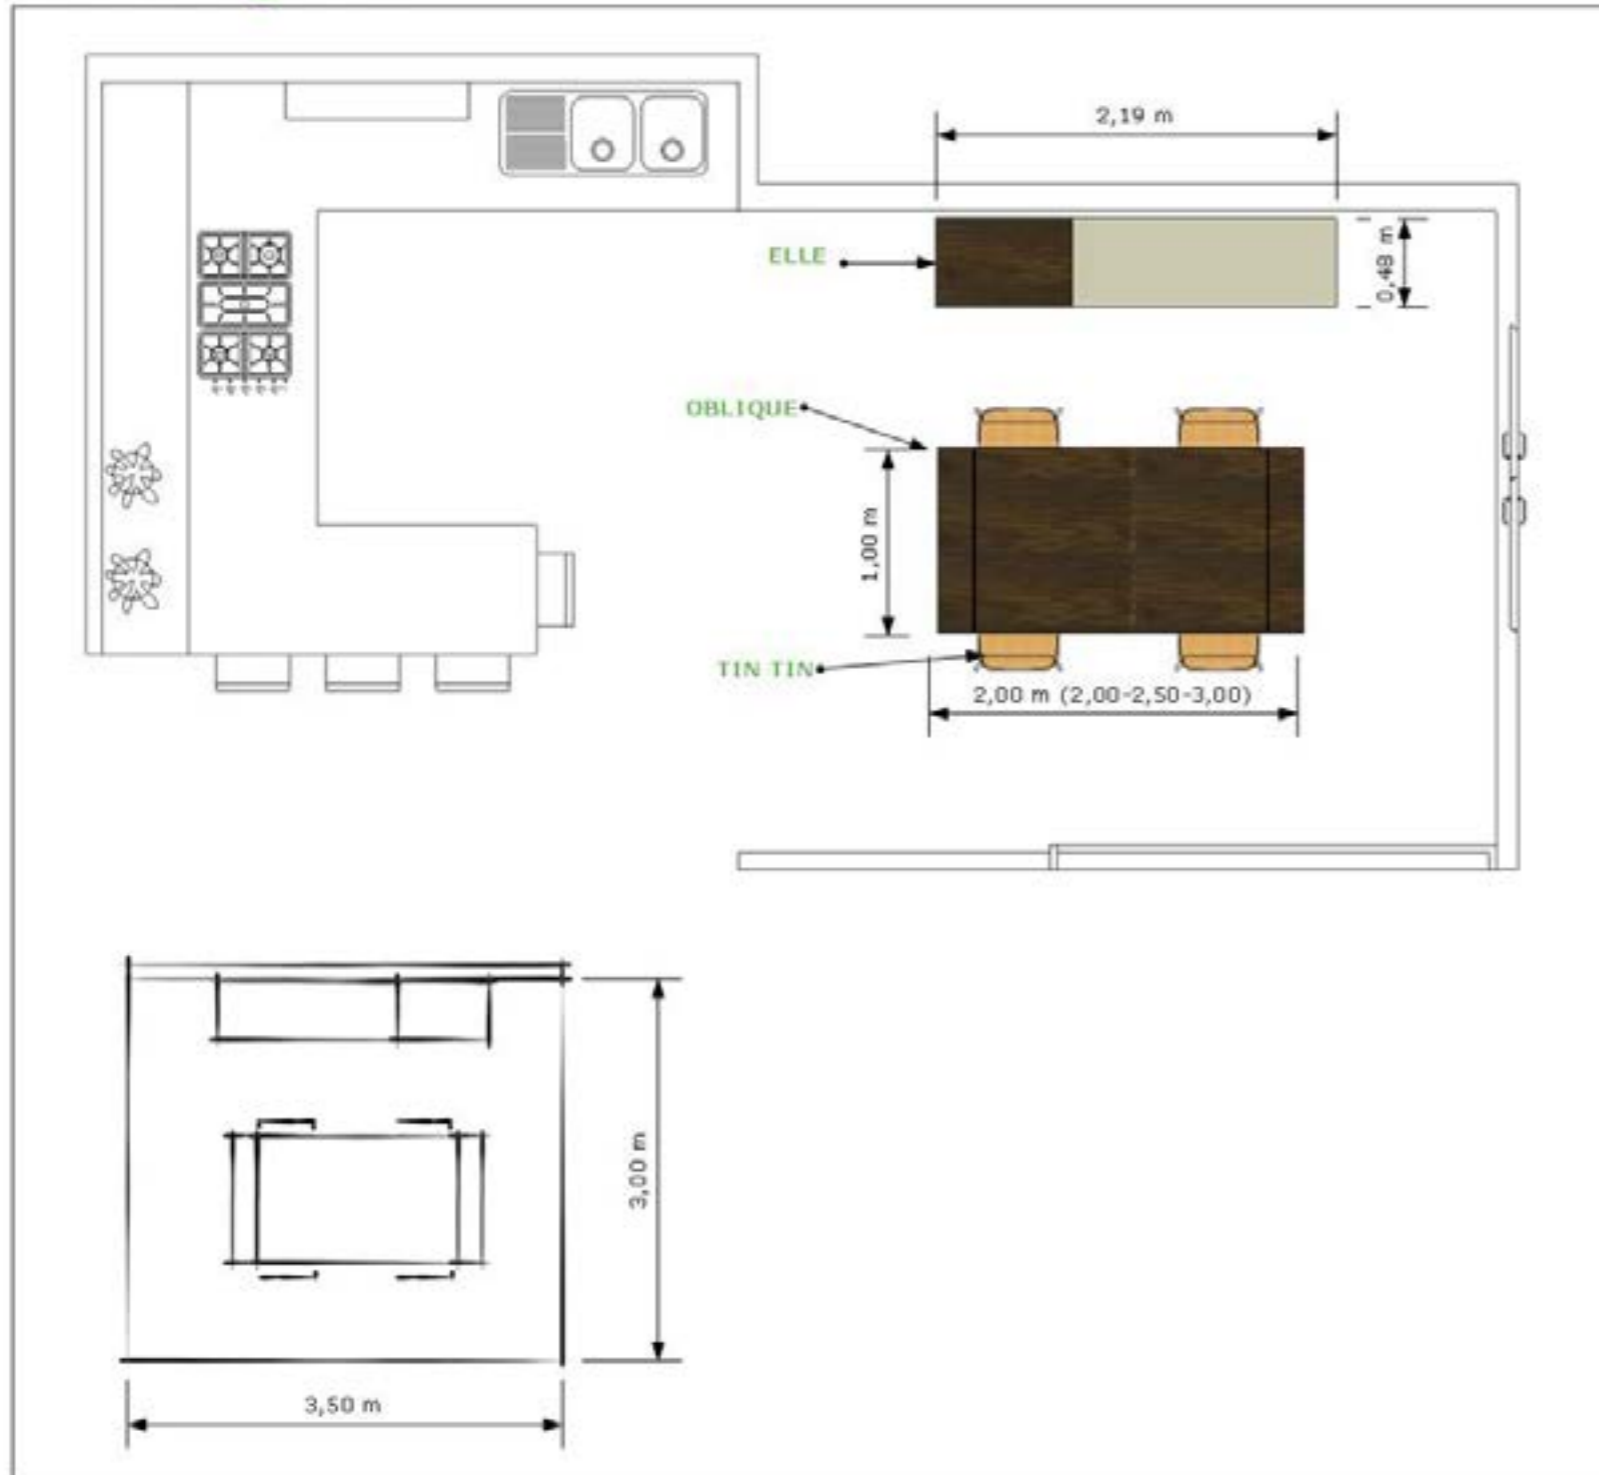 2,19 m
ELLE
0,48 m
OBLIQUE
1,00 m
TIN TIN
2,00 m (2,00-2,50-3,00)
3,00 m
3,50 m